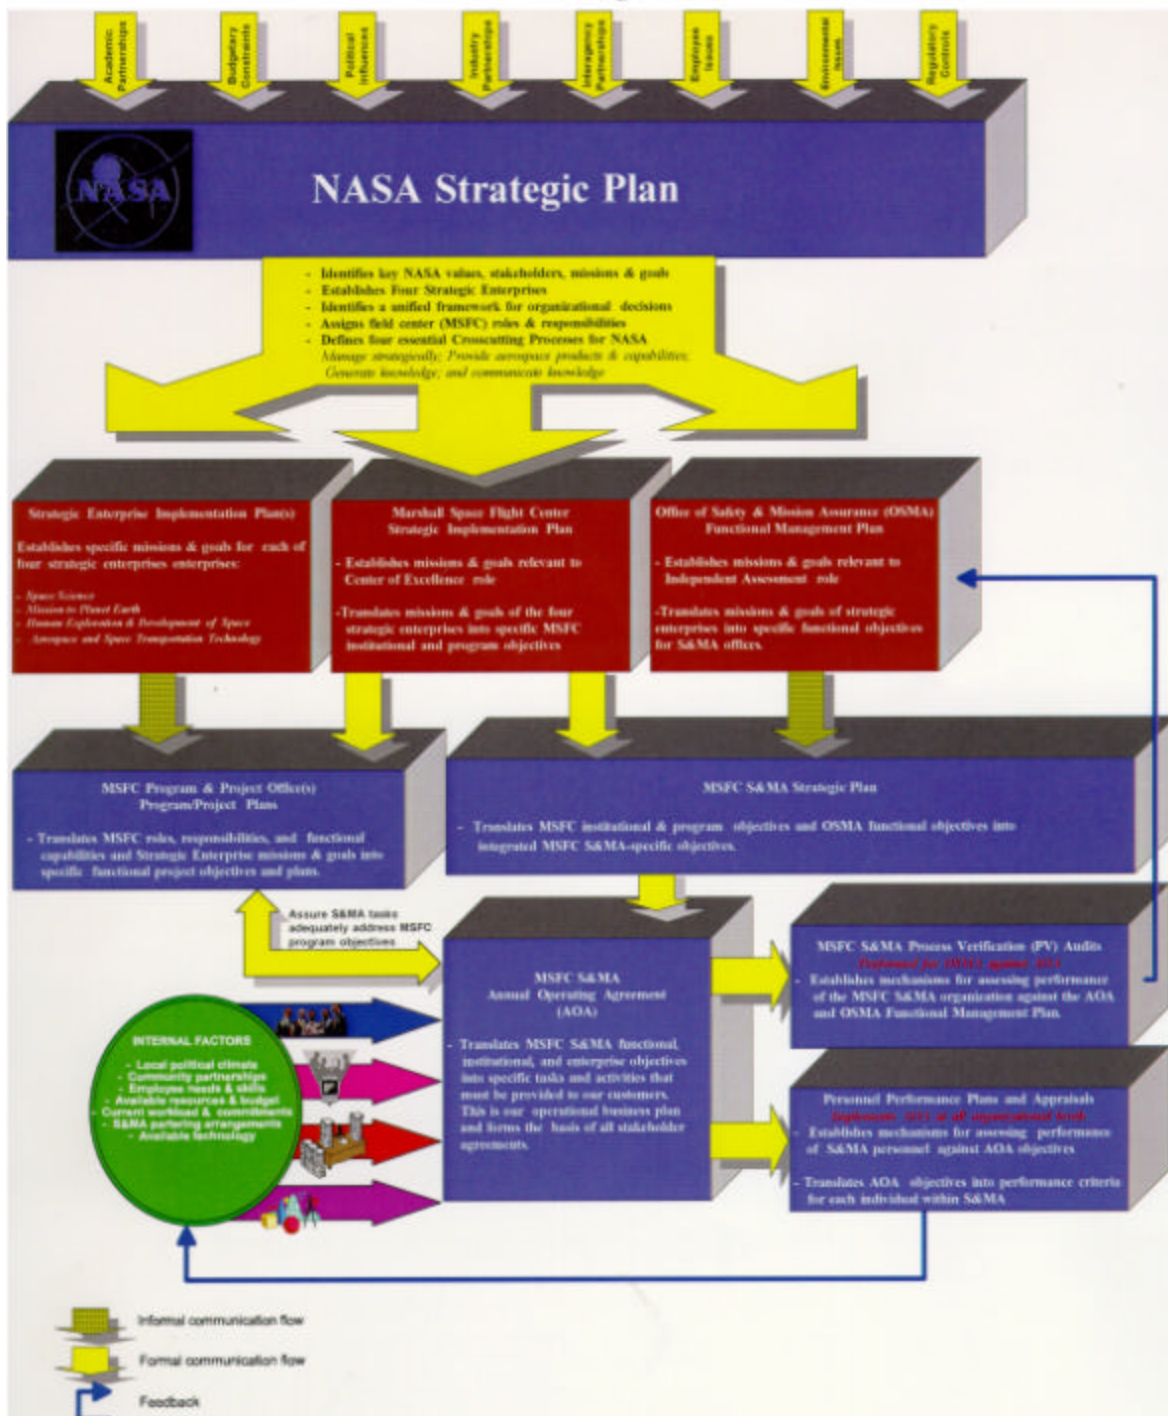 Academic
Partnerships
Budgetary
Constraints
Political
Influences
Industry
Partnerships
Interagency
Partnerships
Employee
Issues
Environmental
Issues
Regulatory
Controls
NASA
NASA Strategic Plan
- Identifies key NASA values, stakeholders, missions & goals
- Establishes Four Strategic Enterprises
- Identifies a unified framework for organizational decisions
- Assigns field center (MSFC) roles & responsibilities
- Defines four essential Crosscutting Processes for NASA
Manage strategically; Provide aerospace products & capabilities;
Generate knowledge; and communicate knowledge
Strategic Enterprise Implementation Plan(s)
Establishes specific missions & goals for each of
four strategic enterprises enterprises:
- Space Science
- Mission to Planet Earth
- Human Exploration & Development of Space
- Aerospace and Space Transportation Technology
Marshall Space Flight Center
Strategic Implementation Plan
- Establishes missions & goals relevant to
Center of Excellence role
-Translates missions & goals of the four
strategic enterprises into specific MSFC
institutional and program objectives
Office of Safety & Mission Assurance (OSMA)
Functional Management Plan
- Establishes missions & goals relevant to
Independent Assessment role
-Translates missions & goals of strategic
enterprises into specific functional objectives
for S&MA offices.
MSFC Program & Project Office(s)
Program/Project Plans
- Translates MSFC roles, responsibilities, and functional
capabilities and Strategic Enterprise missions & goals into
specific functional project objectives and plans.
MSFC S&MA Strategic Plan
- Translates MSFC institutional & program objectives and OSMA functional objectives into
integrated MSFC S&MA-specific objectives.
Assure S&MA tasks
adequately address MSFC
program objectives
MSFC S&MA
Annual Operating Agreement
(AOA)
- Translates MSFC S&MA functional,
institutional, and enterprise objectives
into specific tasks and activities that
must be provided to our customers.
This is our operational business plan
and forms the basis of all stakeholder
agreements.
MSFC S&MA Process Verification (PV) Audits
Performed for OSMA against AOA
- Establishes mechanisms for assessing performance
of the MSFC S&MA organization against the AOA
and OSMA Functional Management Plan.
Personnel Performance Plans and Appraisals
Implements AOA at all organizational levels
- Establishes mechanisms for assessing performance
of S&MA personnel against AOA objectives
- Translates AOA objectives into performance criteria
for each individual within S&MA
INTERNAL FACTORS
- Local political climate
- Community partnerships
- Employee needs & skills
- Available resources & budget
- Current workload & commitments
- S&MA partering arrangements
- Available technology
Informal communication flow
Formal communication flow
Feedback